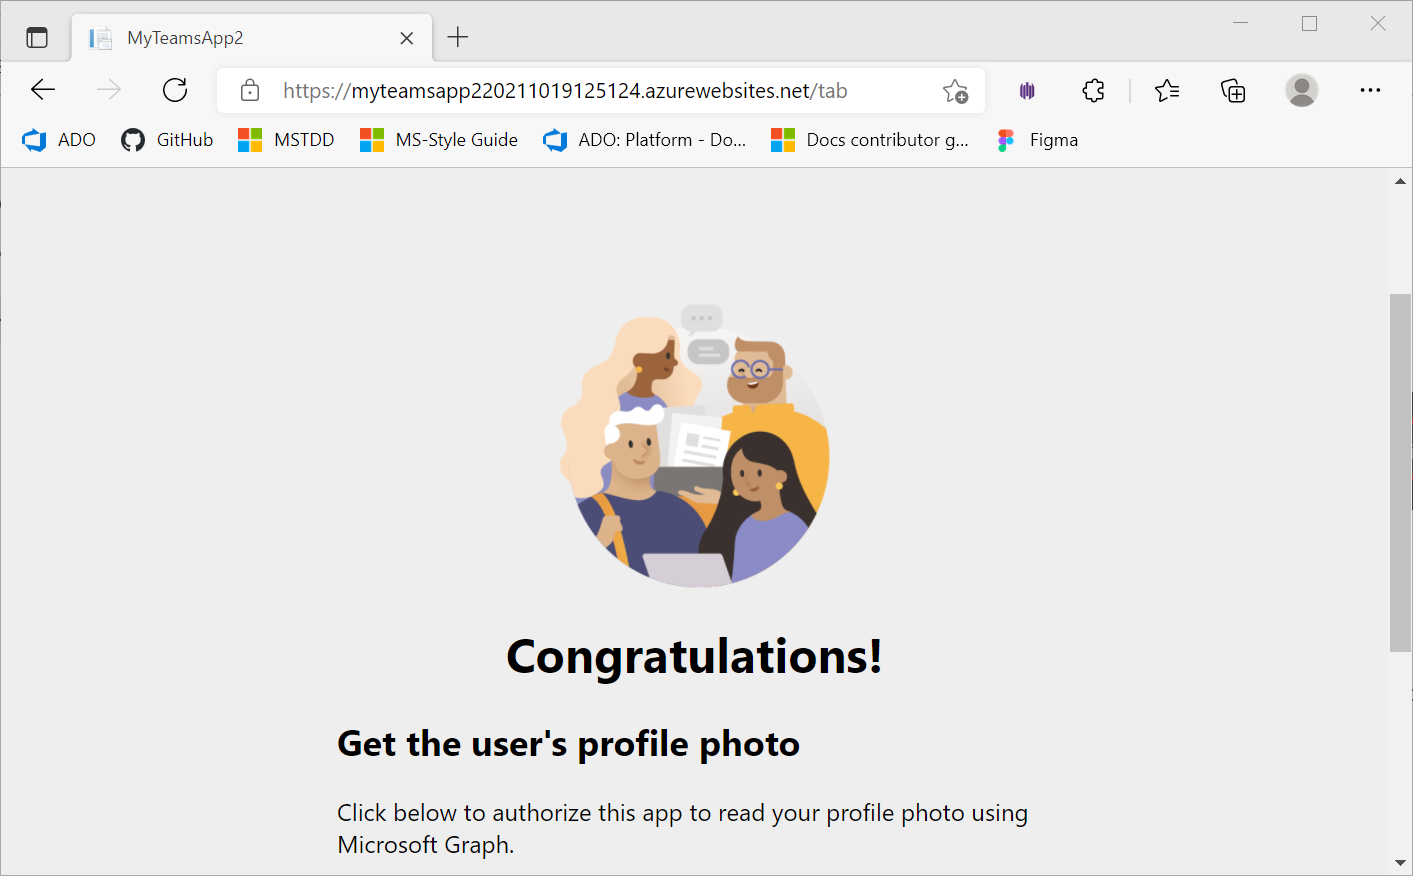 MyTeamsApp2
https://myteamsapp220211019125124.azurewebsites.net/tab
ADO GitHub MSTDD MS-Style Guide ADO: Platform - Do... Docs contributor g... Figma
Congratulations!
Get the user's profile photo
Click below to authorize this app to read your profile photo using
Microsoft Graph.